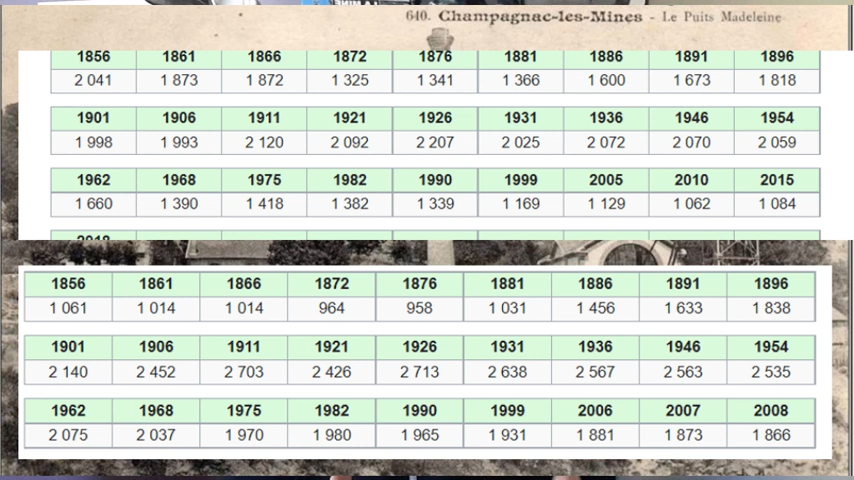 640. Champagnac-les-Mines - Le Puits Madeleine
1856 1861 1866 1872 1876 1881 1886 1891 1896
2 041 1 873 1 872 1 325 1 341 1 366 1 600 1 673 1 818
1901 1906 1911 1921 1926 1931 1936 1946 1954
1 998 1 993 2 120 2 092 2 207 2 025 2 072 2 070 2 059
1962 1968 1975 1982 1990 1999 2005 2010 2015
1 660 1 390 1 418 1 382 1 339 1 169 1 129 1 062 1 084
2018
1856 1861 1866 1872 1876 1881 1886 1891 1896
1 061 1 014 1 014 964 958 1 031 1 456 1 633 1 838
1901 1906 1911 1921 1926 1931 1936 1946 1954
2 140 2 452 2 703 2 426 2 713 2 638 2 567 2 563 2 535
1962 1968 1975 1982 1990 1999 2006 2007 2008
2 075 2 037 1 970 1 980 1 965 1 931 1 881 1 873 1 866